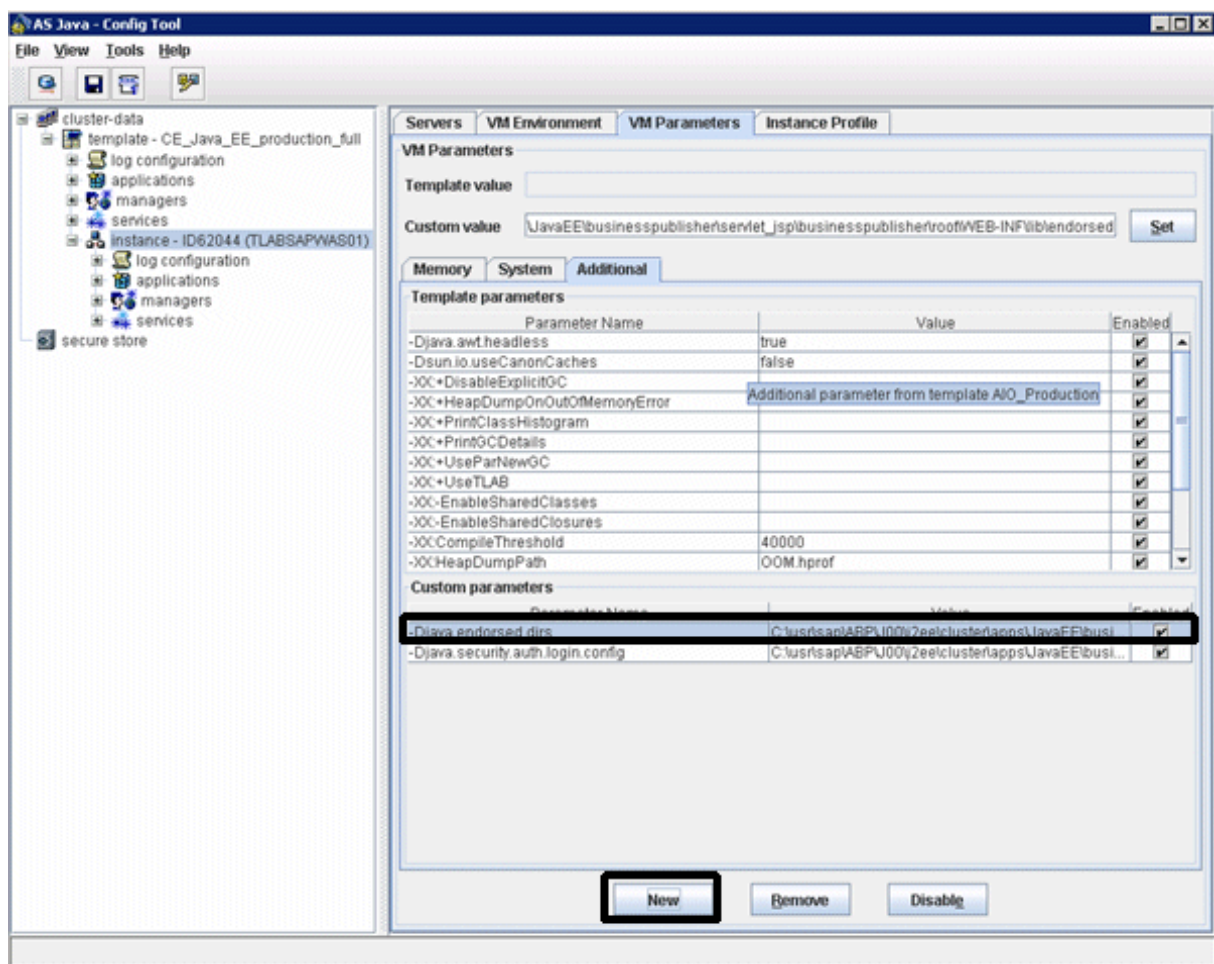 AS Java - Config Tool
File View Tools Help
cluster-data
template - CE_Java_EE_production_full
log configuration
applications
managers
services
instance - ID62044 (TLABSAPWAS01)
log configuration
applications
managers
services
secure store
Servers VM Environment VM Parameters Instance Profile
VM Parameters
Template value
Custom value \JavaEE\businesspublisher\servlet_jsp\businesspublisher\root\WEB-INF\lib\endorsed Set
Memory System Additional
Template parameters
Parameter Name Value Enabled
-Djava.awt.headless true
-Dsun.io.useCanonCaches false
-XX:+DisableExplicitGC
Additional parameter from template AIO_Production
-XX:+HeapDumpOnOutOfMemoryError
-XX:+PrintClassHistogram
-XX:+PrintGCDetails
-XX:+UseParNewGC
-XX:+UseTLAB
-XX:-EnableSharedClasses
-XX:-EnableSharedClosures
-XX:CompileThreshold 40000
-XX:HeapDumpPath OOM.hprof
Custom parameters
Parameter Name Value Enabled
-Djava.endorsed.dirs C:\usr\sap\ABP\J00\j2ee\cluster\apps\JavaEE\busi...
-Djava.security.auth.login.config C:\usr\sap\ABP\J00\j2ee\cluster\apps\JavaEE\busi...
New Remove Disable